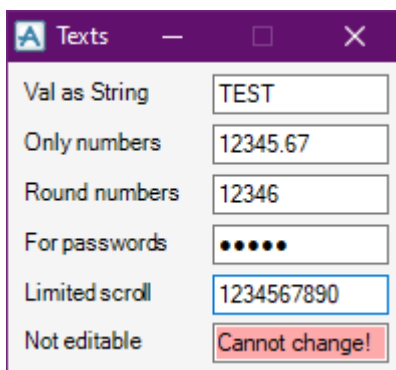 Texts
Val as String TEST
Only numbers 12345.67
Round numbers 12346
For passwords •••••
Limited scroll 1234567890
Not editable Cannot change!